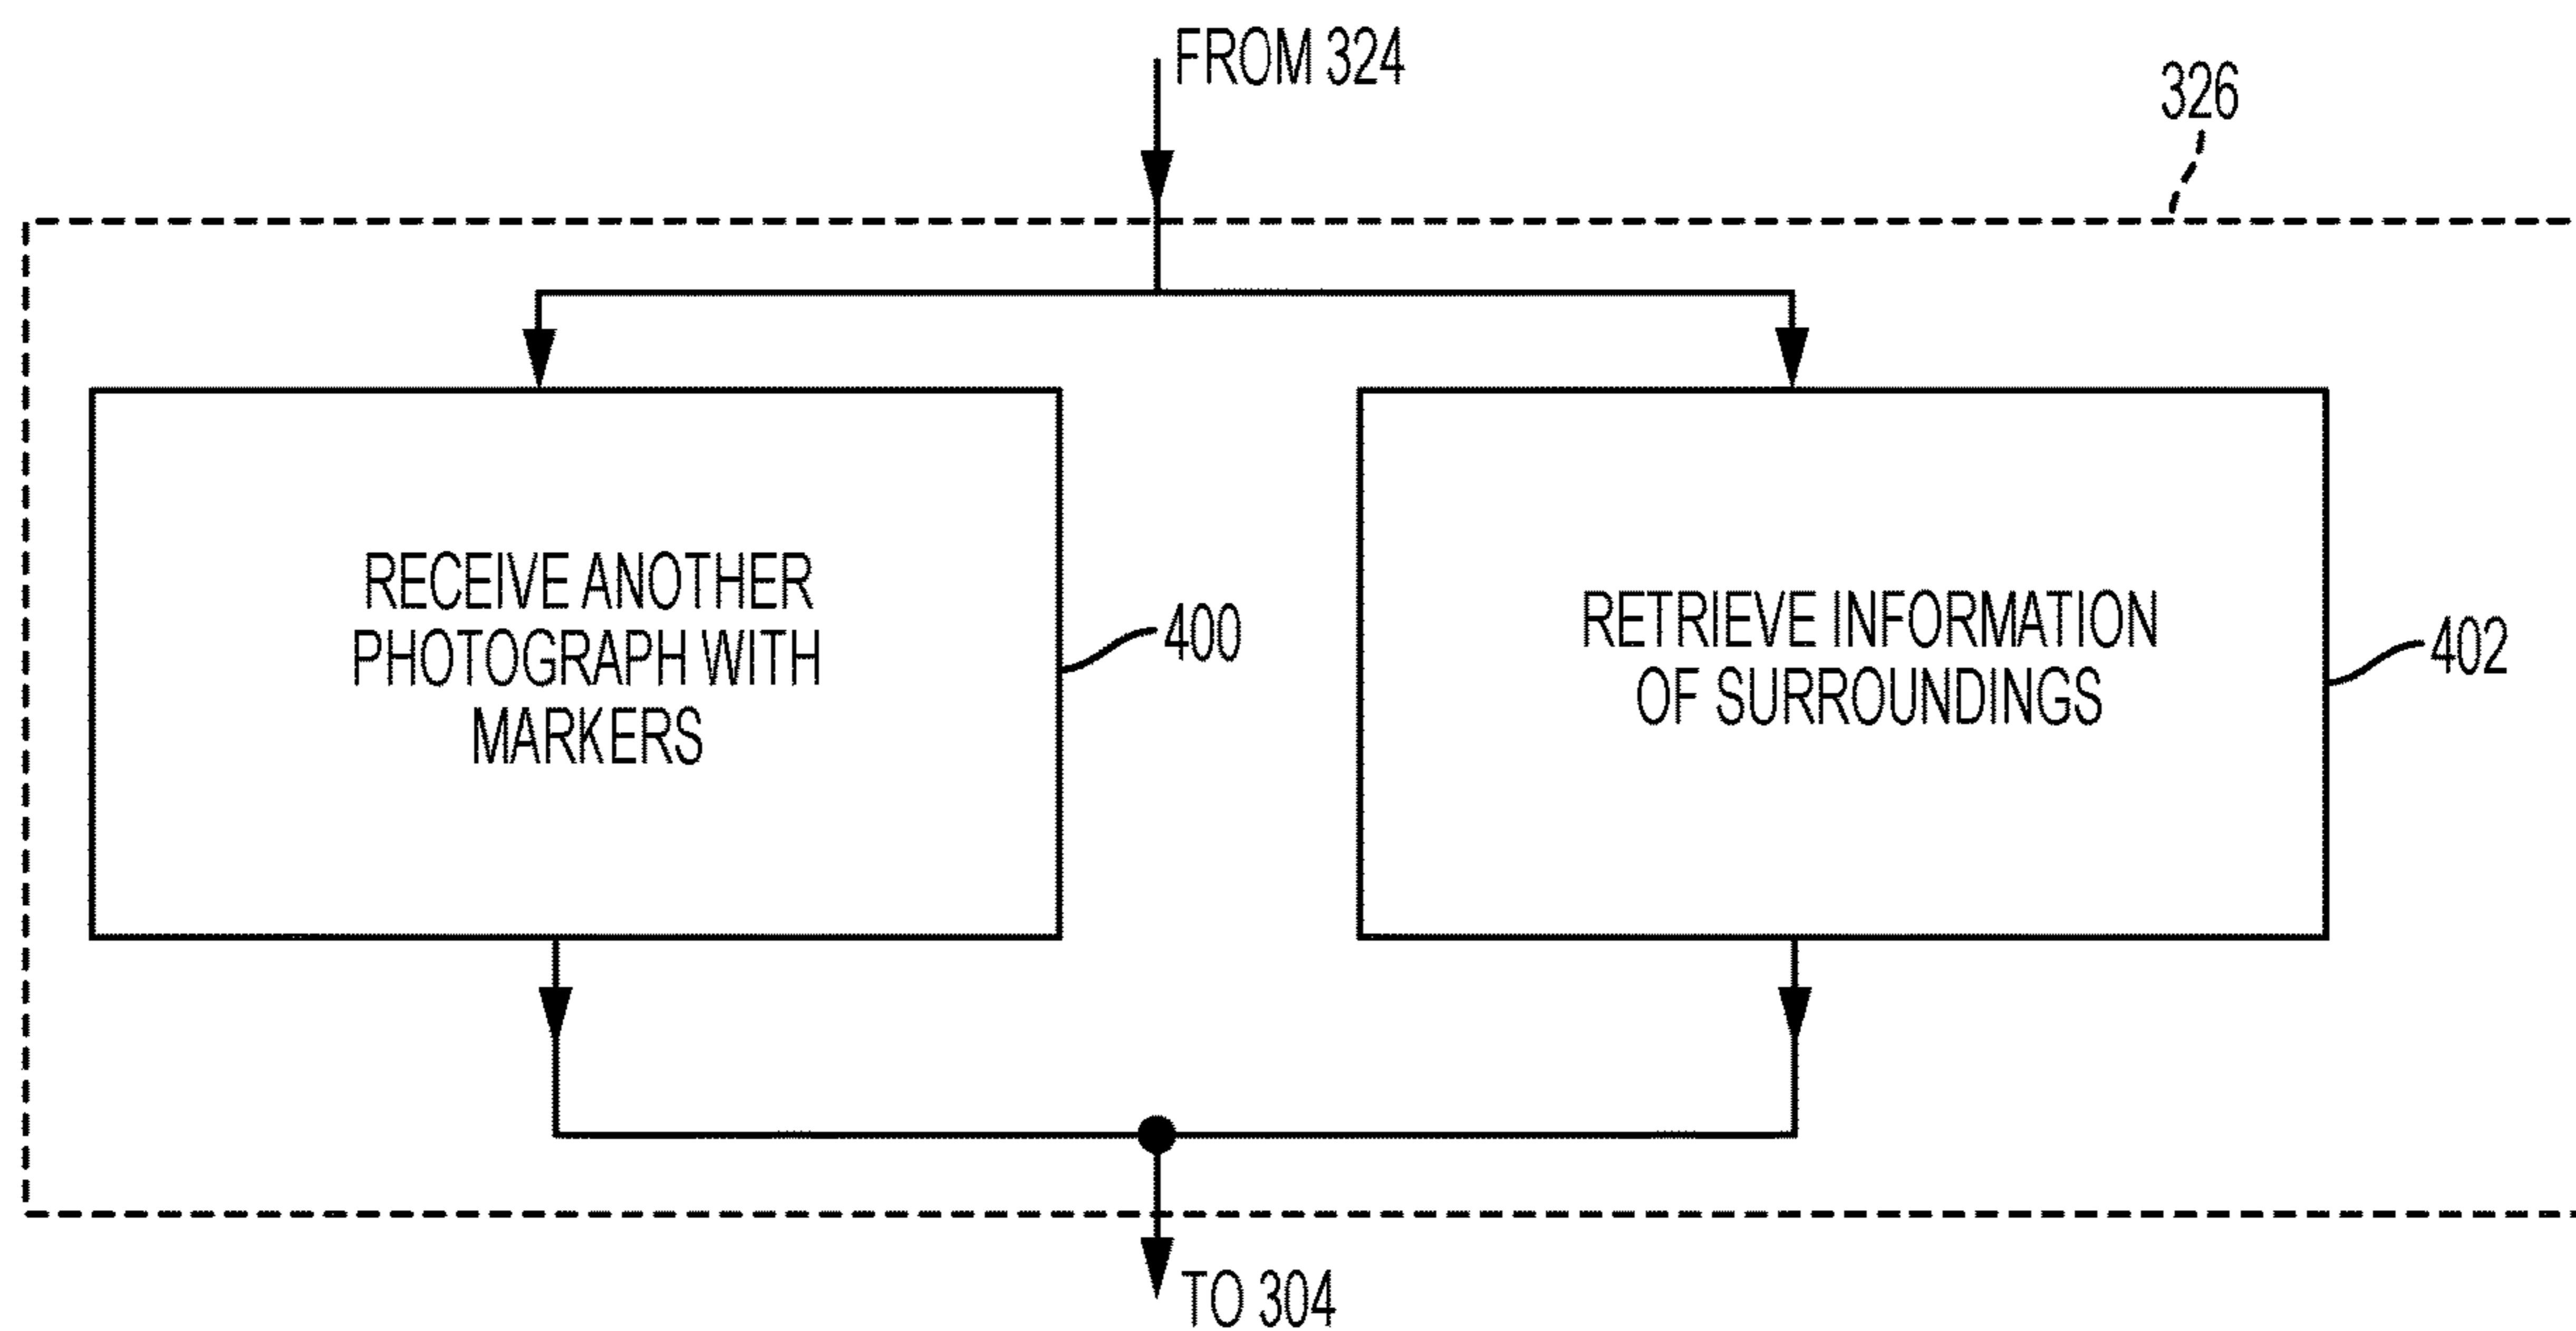 FROM 324
326
RECEIVE ANOTHER
PHOTOGRAPH WITH
MARKERS
400
RETRIEVE INFORMATION
OF SURROUNDINGS
402
TO 304